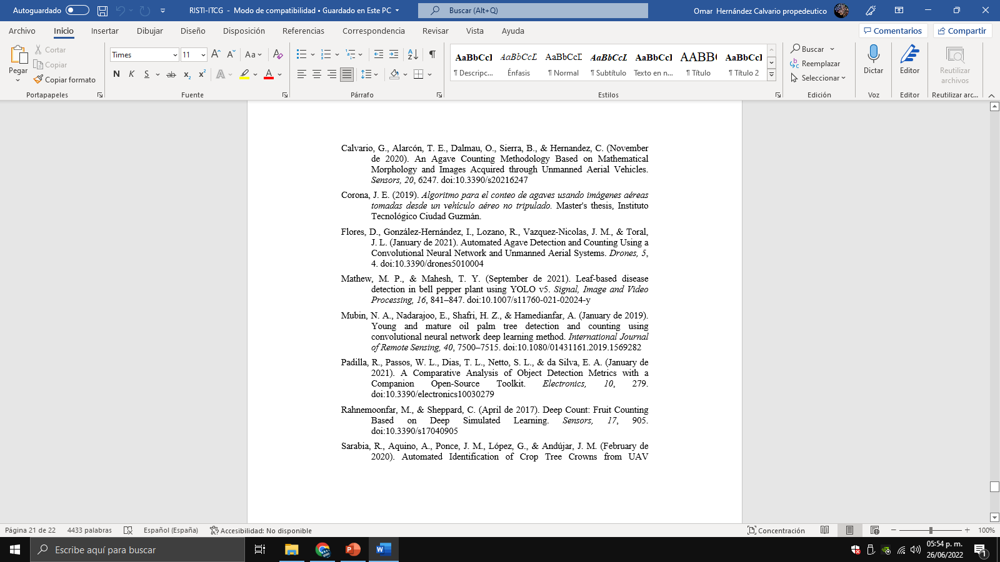 Autoguardado
RISTI-ITCG - Modo de compatibilidad • Guardado en Este PC
Buscar (Alt+Q)
Omar Hernández Calvario propedeutico
Archivo Inicio Insertar Dibujar Diseño Disposición Referencias Correspondencia Revisar Vista Ayuda
Comentarios Compartir
Pegar
Cortar
Copiar
Copiar formato
Portapapeles
Times 11
N K S ab x₂ x²
Aa
A
Fuente
Párrafo
AaBbCcI AaBbCcL AaBbCcD AaBbCcL AaBbCcI AABB( AaBbCcI
¶ Descripc... Énfasis ¶ Normal ¶ Subtítulo Texto en n... ¶ Título ¶ Título 2
Estilos
Buscar
Reemplazar
Seleccionar
Edición
Dictar
Voz
Editor
Editor
Reutilizar
archivos
Reutilizar arc...
Calvario, G., Alarcón, T. E., Dalmau, O., Sierra, B., & Hernandez, C. (November
de 2020). An Agave Counting Methodology Based on Mathematical
Morphology and Images Acquired through Unmanned Aerial Vehicles.
Sensors, 20, 6247. doi:10.3390/s20216247
Corona, J. E. (2019). Algoritmo para el conteo de agaves usando imágenes aéreas
tomadas desde un vehículo aéreo no tripulado. Master's thesis, Instituto
Tecnológico Ciudad Guzmán.
Flores, D., González-Hernández, I., Lozano, R., Vazquez-Nicolas, J. M., & Toral,
J. L. (January de 2021). Automated Agave Detection and Counting Using a
Convolutional Neural Network and Unmanned Aerial Systems. Drones, 5,
4. doi:10.3390/drones5010004
Mathew, M. P., & Mahesh, T. Y. (September de 2021). Leaf-based disease
detection in bell pepper plant using YOLO v5. Signal, Image and Video
Processing, 16, 841–847. doi:10.1007/s11760-021-02024-y
Mubin, N. A., Nadarajoo, E., Shafri, H. Z., & Hamedianfar, A. (January de 2019).
Young and mature oil palm tree detection and counting using
convolutional neural network deep learning method. International Journal
of Remote Sensing, 40, 7500–7515. doi:10.1080/01431161.2019.1569282
Padilla, R., Passos, W. L., Dias, T. L., Netto, S. L., & da Silva, E. A. (January de
2021). A Comparative Analysis of Object Detection Metrics with a
Companion Open-Source Toolkit. Electronics, 10, 279.
doi:10.3390/electronics10030279
Rahnemoonfar, M., & Sheppard, C. (April de 2017). Deep Count: Fruit Counting
Based on Deep Simulated Learning. Sensors, 17, 905.
doi:10.3390/s17040905
Sarabia, R., Aquino, A., Ponce, J. M., López, G., & Andújar, J. M. (February de
2020). Automated Identification of Crop Tree Crowns from UAV
Página 21 de 22 4433 palabras Español (España) Accesibilidad: No disponible
Concentración 100%
Escribe aquí para buscar
05:54 p. m.
26/06/2022
1